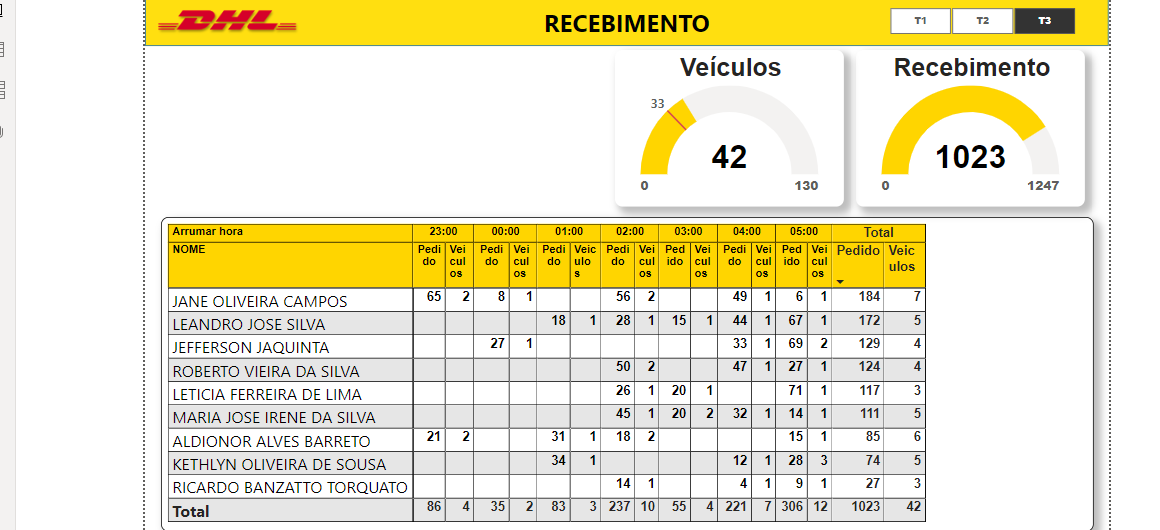 DHL RECEBIMENTO T1 T2 T3
Veículos Recebimento
33
42 1023
0 130 0 1247
Arrumar hora 23:00 00:00 01:00 02:00 03:00 04:00 05:00 Total
NOME Pedido Veiculos Pedido Veiculos Pedido Veiculos Pedido Veiculos Pedido Veiculos Pedido Veiculos Pedido Veiculos Pedido Veiculos
JANE OLIVEIRA CAMPOS 65 2 8 1 56 2 49 1 6 1 184 7
LEANDRO JOSE SILVA 18 1 28 1 15 1 44 1 67 1 172 5
JEFFERSON JAQUINTA 27 1 33 1 69 2 129 4
ROBERTO VIEIRA DA SILVA 50 2 47 1 27 1 124 4
LETICIA FERREIRA DE LIMA 26 1 20 1 71 1 117 3
MARIA JOSE IRENE DA SILVA 45 1 20 2 32 1 14 1 111 5
ALDIONOR ALVES BARRETO 21 2 31 1 18 2 15 1 85 6
KETHLYN OLIVEIRA DE SOUSA 34 1 12 1 28 3 74 5
RICARDO BANZATTO TORQUATO 14 1 4 1 9 1 27 3
Total 86 4 35 2 83 3 237 10 55 4 221 7 306 12 1023 42